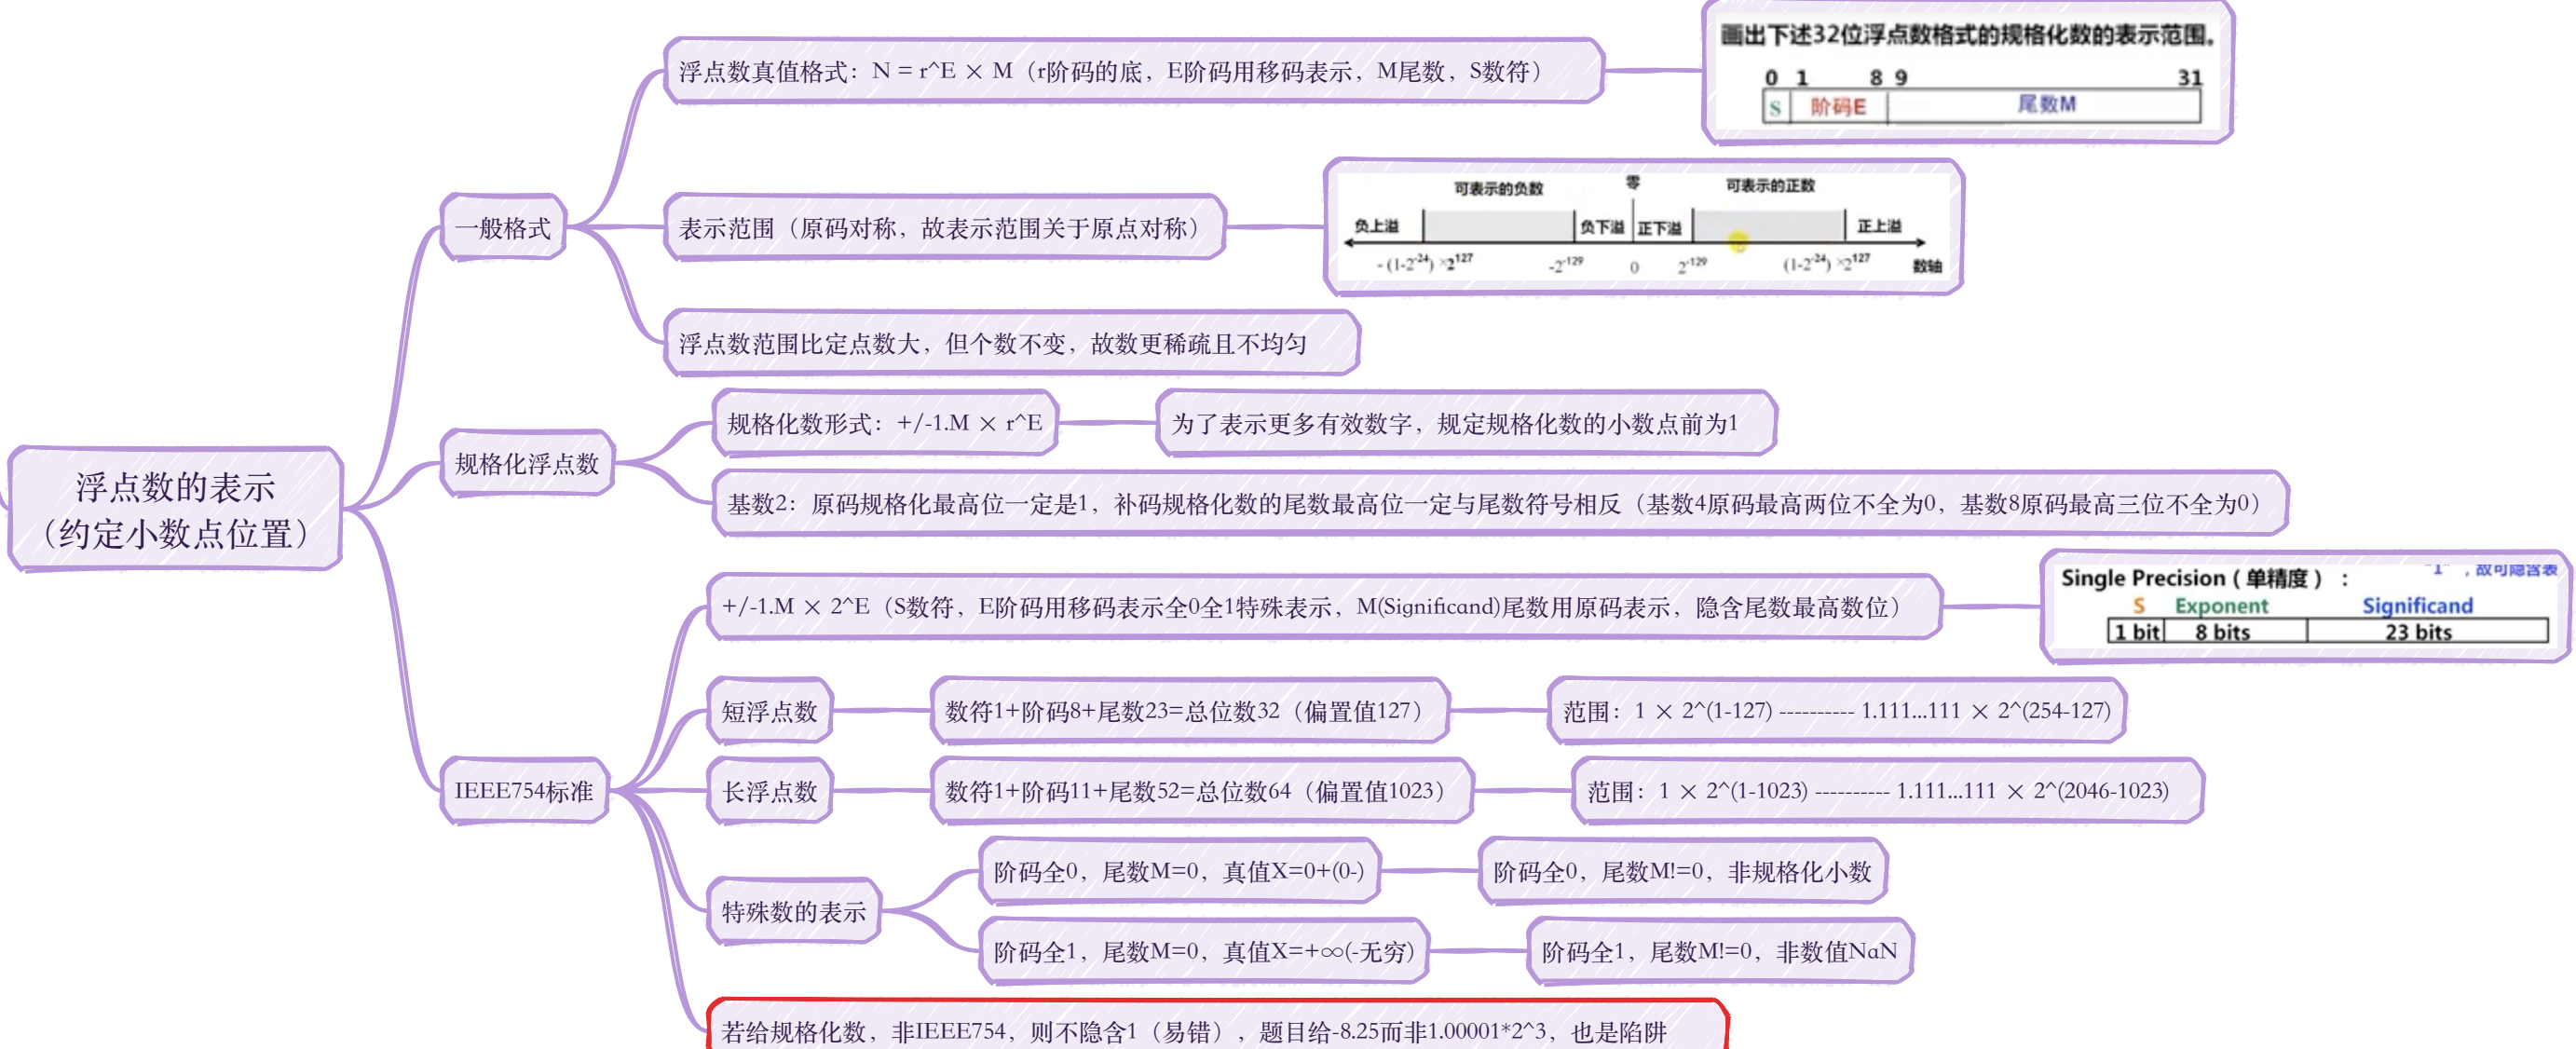 浮点数的表示
（约定小数点位置）
一般格式
浮点数真值格式：N = r^E × M（r阶码的底，E阶码用移码表示，M尾数，S数符）
画出下述32位浮点数格式的规格化数的表示范围。
0 1 8 9 31
S 阶码E 尾数M
表示范围（原码对称，故表示范围关于原点对称）
可表示的负数 零 可表示的正数
负上溢 负下溢 正下溢 正上溢
- (1-2^-24) ×2^127 -2^-129 0 2^-129 (1-2^-24) ×2^127 数轴
浮点数范围比定点数大，但个数不变，故数更稀疏且不均匀
规格化浮点数
规格化数形式：+/-1.M × r^E
为了表示更多有效数字，规定规格化数的小数点前为1
基数2：原码规格化最高位一定是1，补码规格化数的尾数最高位一定与尾数符号相反（基数4原码最高两位不全为0，基数8原码最高三位不全为0）
IEEE754标准
+/-1.M × 2^E（S数符，E阶码用移码表示全0全1特殊表示，M(Significand)尾数用原码表示，隐含尾数最高数位）
"1"，故可隐含表
Single Precision（单精度）：
S Exponent Significand
1 bit 8 bits 23 bits
短浮点数
数符1+阶码8+尾数23=总位数32（偏置值127）
范围：1 × 2^(1-127) ---------- 1.111...111 × 2^(254-127)
长浮点数
数符1+阶码11+尾数52=总位数64（偏置值1023）
范围：1 × 2^(1-1023) ---------- 1.111...111 × 2^(2046-1023)
特殊数的表示
阶码全0，尾数M=0，真值X=0+(0-)
阶码全0，尾数M!=0，非规格化小数
阶码全1，尾数M=0，真值X=+∞(-无穷)
阶码全1，尾数M!=0，非数值NaN
若给规格化数，非IEEE754，则不隐含1（易错），题目给-8.25而非1.00001*2^3，也是陷阱